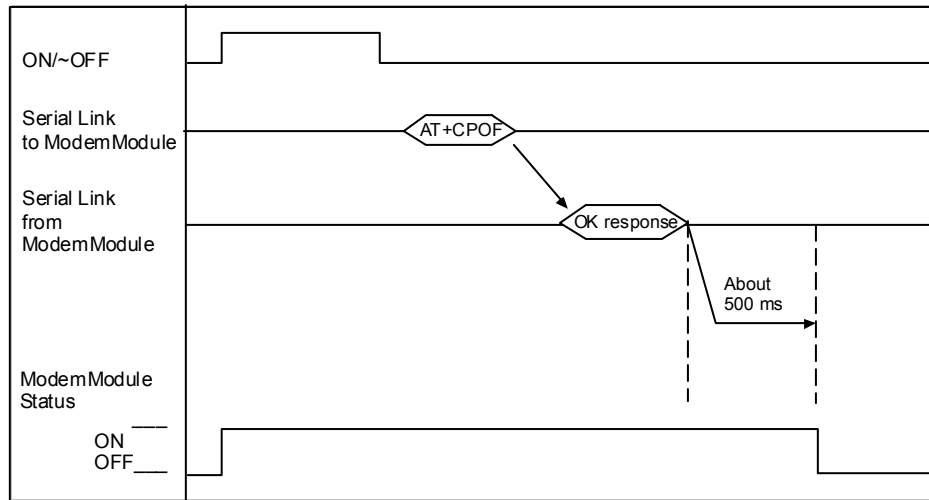 ON/~OFF
Serial Link
to ModemModule
AT+CPOF
Serial Link
from
ModemModule
OK response
About
500 ms
ModemModule
Status
ON
OFF